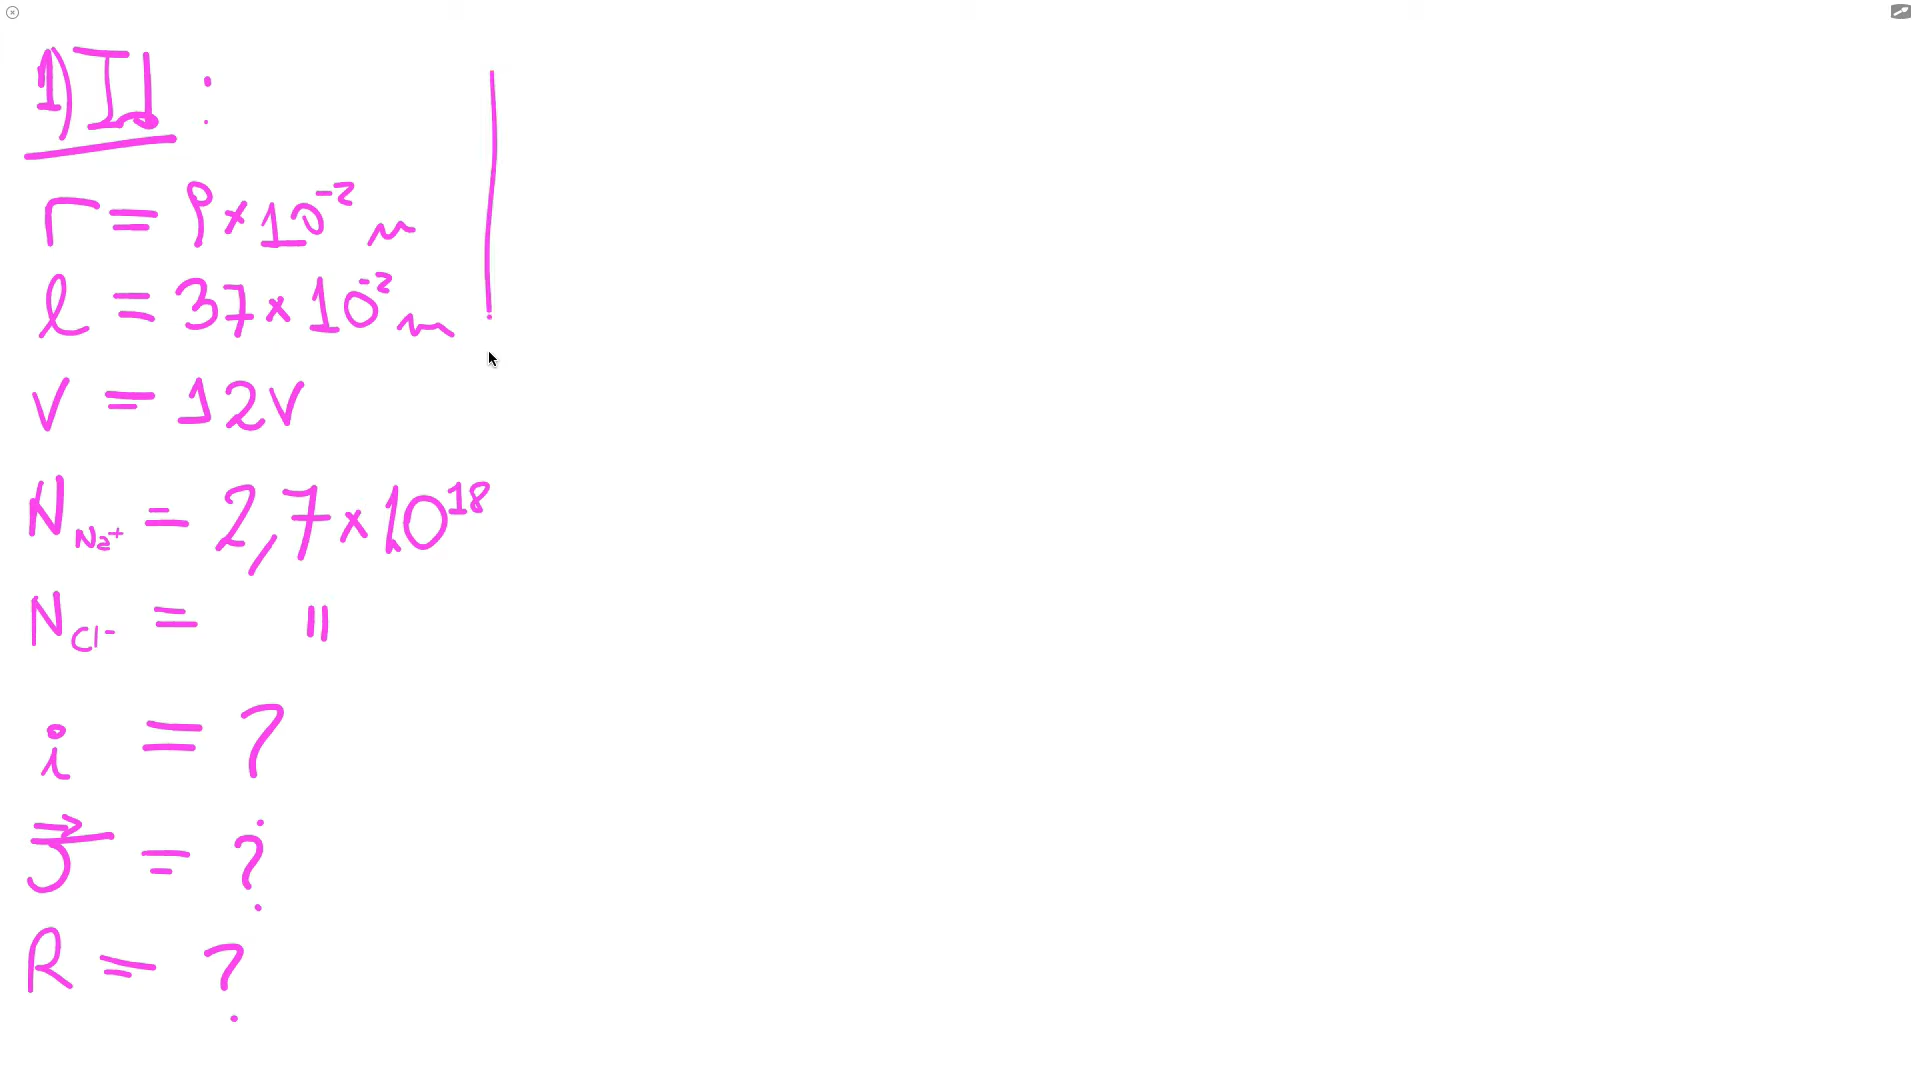 1) II :
r = 9 × 10⁻² m
l = 37 × 10⁻² m
V = 12V
N_Na⁺ = 2,7 × 10¹⁸
N_Cl⁻ = "
i = ?
J⃗ = ?
R = ?